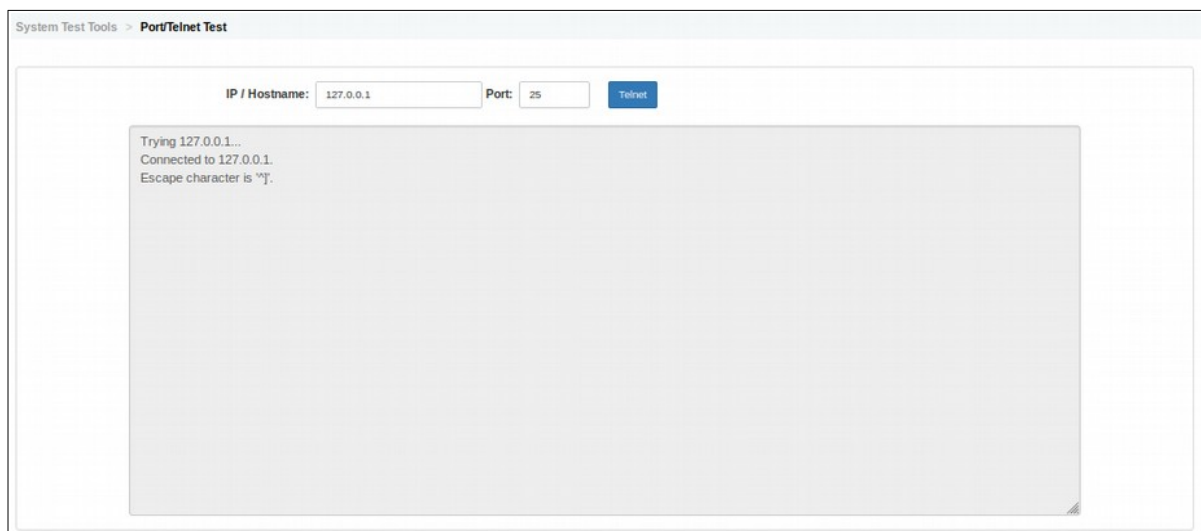 System Test Tools > Port/Telnet Test
IP / Hostname: 127.0.0.1 Port: 25 Telnet
Trying 127.0.0.1...
Connected to 127.0.0.1.
Escape character is '^]'.